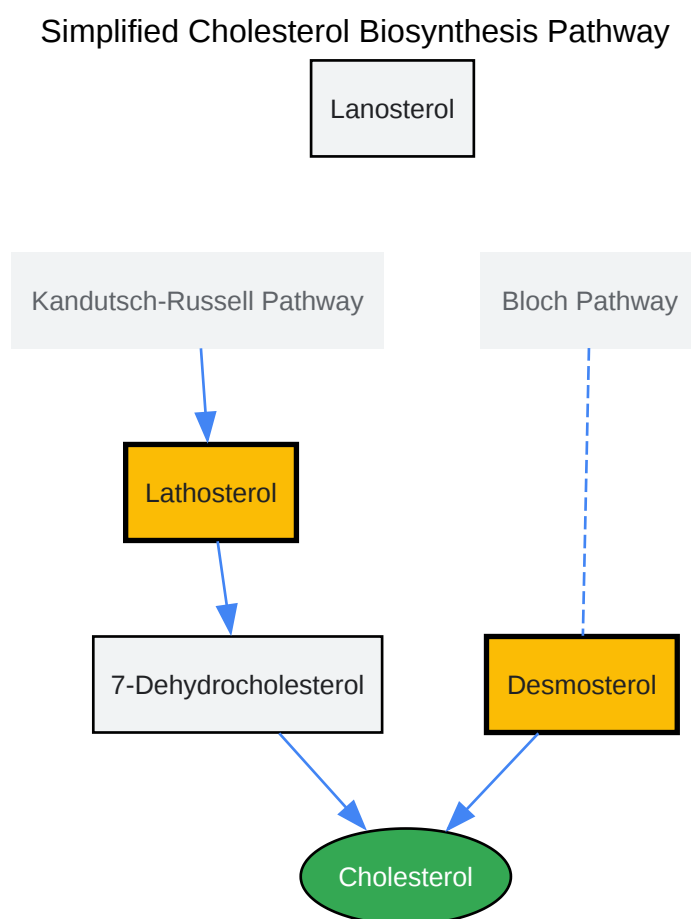 Simplified Cholesterol Biosynthesis Pathway
Lanosterol
Kandutsch-Russell Pathway
Bloch Pathway
Lathosterol
7-Dehydrocholesterol
Desmosterol
Cholesterol